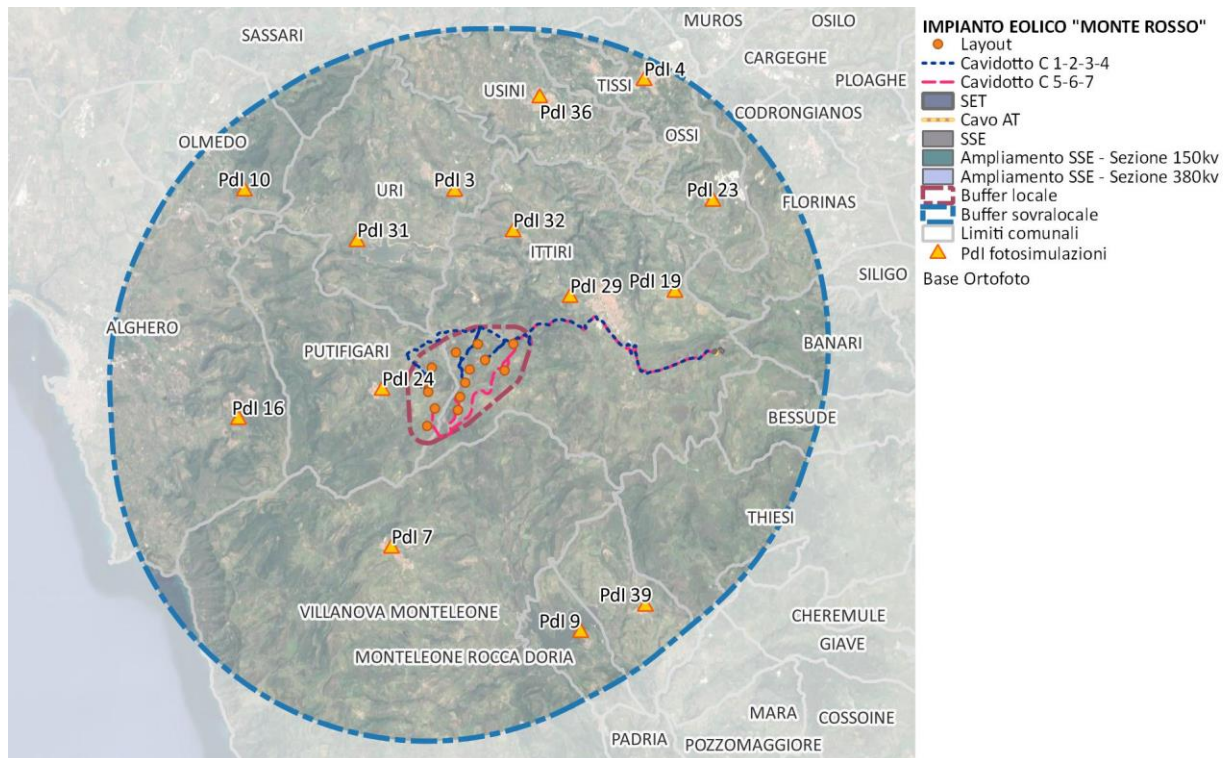 SASSARI
MUROS
OSILO
CARGEGHE
PLOAGHE
TISSI
PdI 4
USINI
PdI 36
CODRONGIANOS
OSSI
OLMEDO
PdI 10
URI
PdI 3
PdI 23
FLORINAS
PdI 31
PdI 32
ITTIRI
SILIGO
PdI 29
PdI 19
ALGHERO
BANARI
PUTIFIGARI
PdI 24
PdI 16
BESSUDE
THIESI
PdI 7
PdI 39
VILLANOVA MONTELEONE
PdI 9
CHEREMULE
GIAVE
MONTELEONE ROCCA DORIA
MARA
COSSOINE
PADRIA
POZZOMAGGIORE
IMPIANTO EOLICO "MONTE ROSSO"
Layout
Cavidotto C 1-2-3-4
Cavidotto C 5-6-7
SET
Cavo AT
SSE
Ampliamento SSE - Sezione 150kv
Ampliamento SSE - Sezione 380kv
Buffer locale
Buffer sovralocale
Limiti comunali
PdI fotosimulazioni
Base Ortofoto